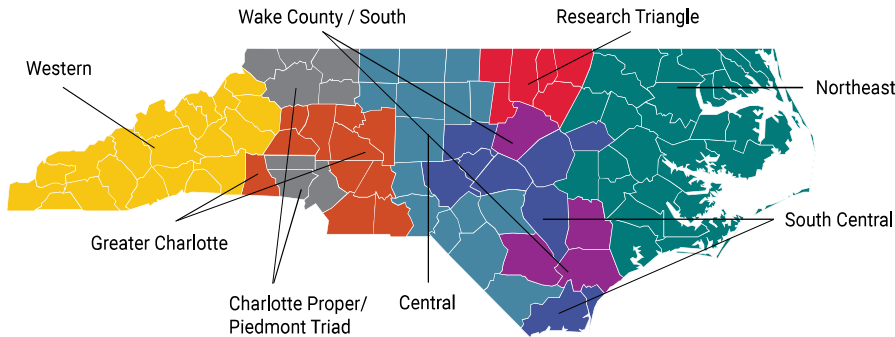 Wake County / South
Research Triangle
Western
Northeast
Greater Charlotte
South Central
Charlotte Proper/
Piedmont Triad
Central